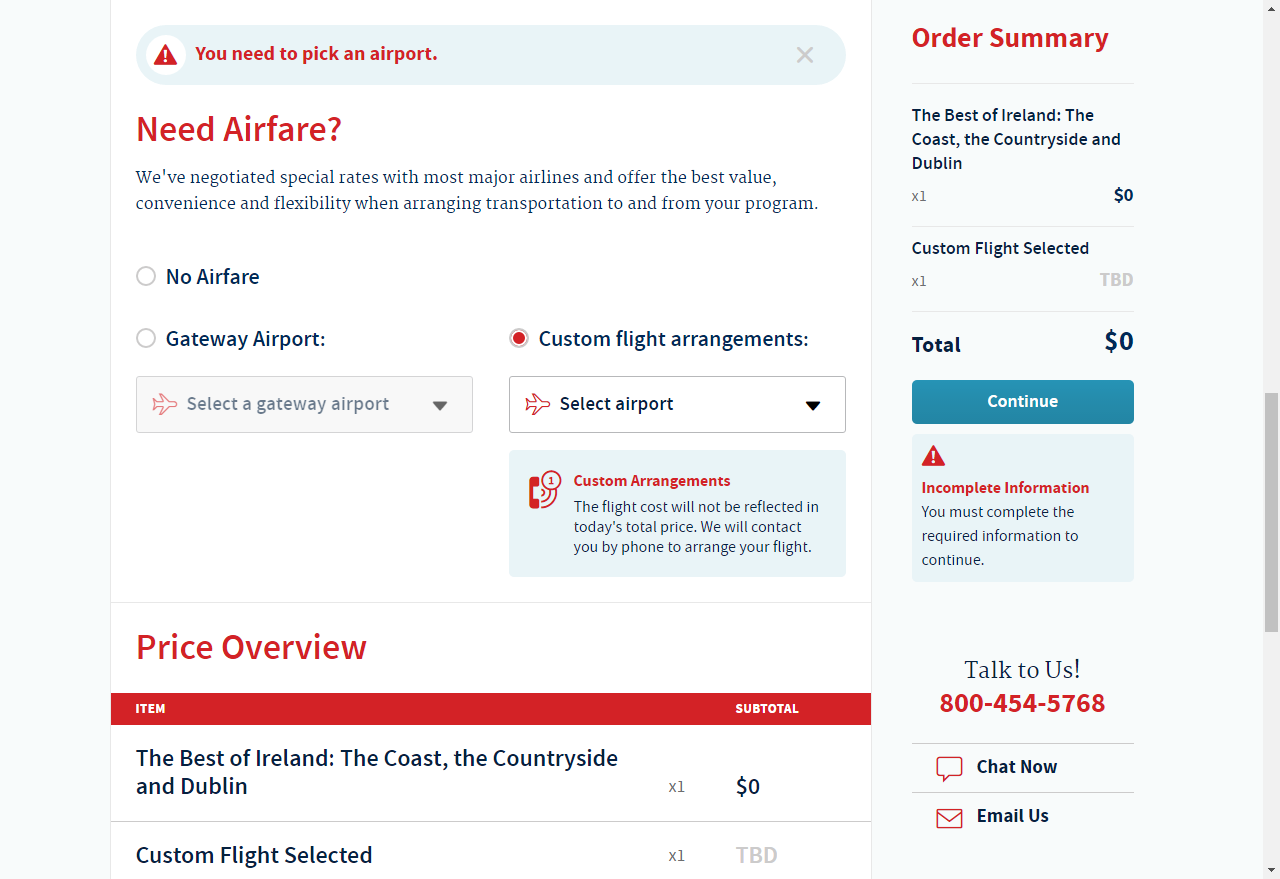 You need to pick an airport.
Need Airfare?
We've negotiated special rates with most major airlines and offer the best value,
convenience and flexibility when arranging transportation to and from your program.
No Airfare
Gateway Airport:
Custom flight arrangements:
Select a gateway airport
Select airport
1
Custom Arrangements
The flight cost will not be reflected in
today's total price. We will contact
you by phone to arrange your flight.
Price Overview
ITEM SUBTOTAL
The Best of Ireland: The Coast, the Countryside
and Dublin x1 $0
Custom Flight Selected x1 TBD
Order Summary
The Best of Ireland: The
Coast, the Countryside and
Dublin
x1 $0
Custom Flight Selected
x1 TBD
Total $0
Continue
Incomplete Information
You must complete the
required information to
continue.
Talk to Us!
800-454-5768
Chat Now
Email Us